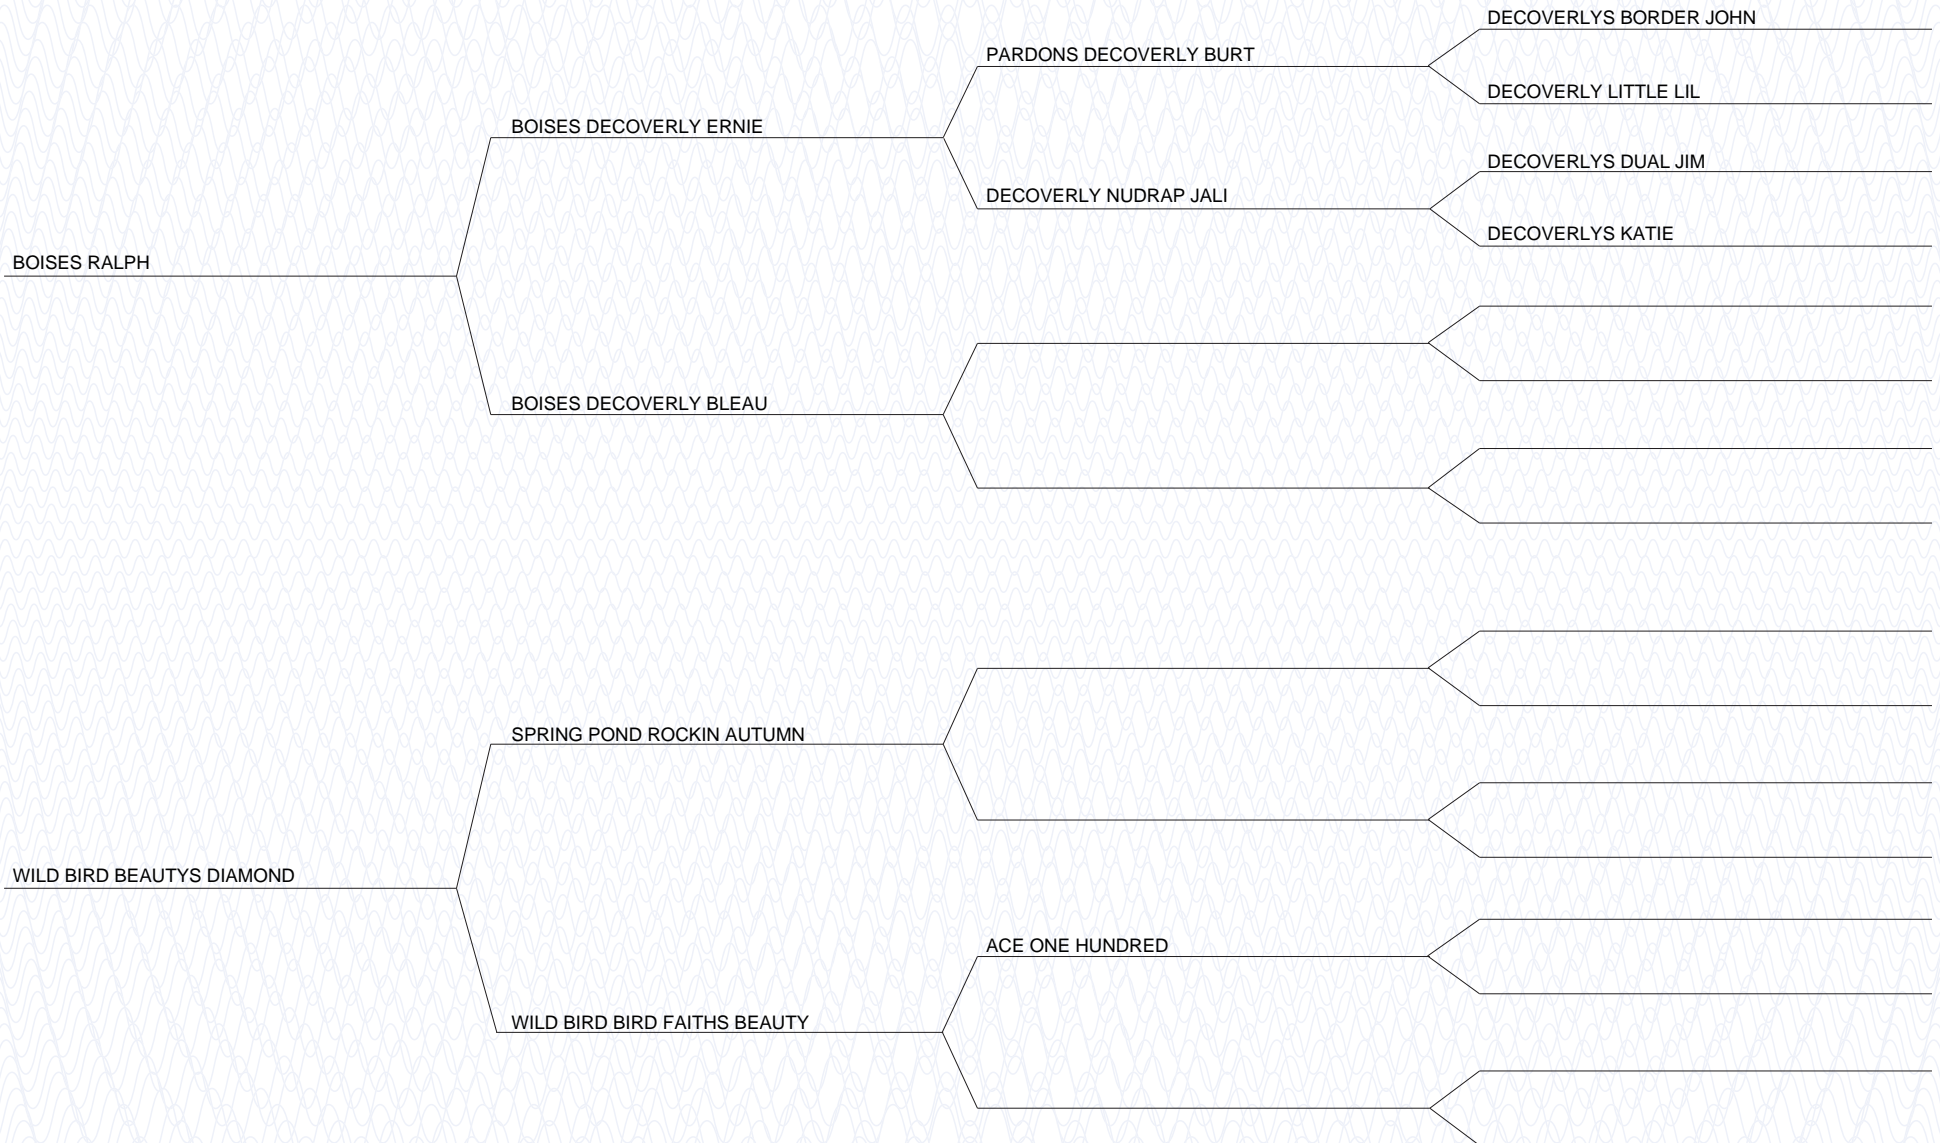 DECOVERLYS BORDER JOHN
PARDONS DECOVERLY BURT
DECOVERLY LITTLE LIL
BOISES DECOVERLY ERNIE
DECOVERLYS DUAL JIM
DECOVERLY NUDRAP JALI
DECOVERLYS KATIE
BOISES RALPH
BOISES DECOVERLY BLEAU
SPRING POND ROCKIN AUTUMN
WILD BIRD BEAUTYS DIAMOND
ACE ONE HUNDRED
WILD BIRD BIRD FAITHS BEAUTY